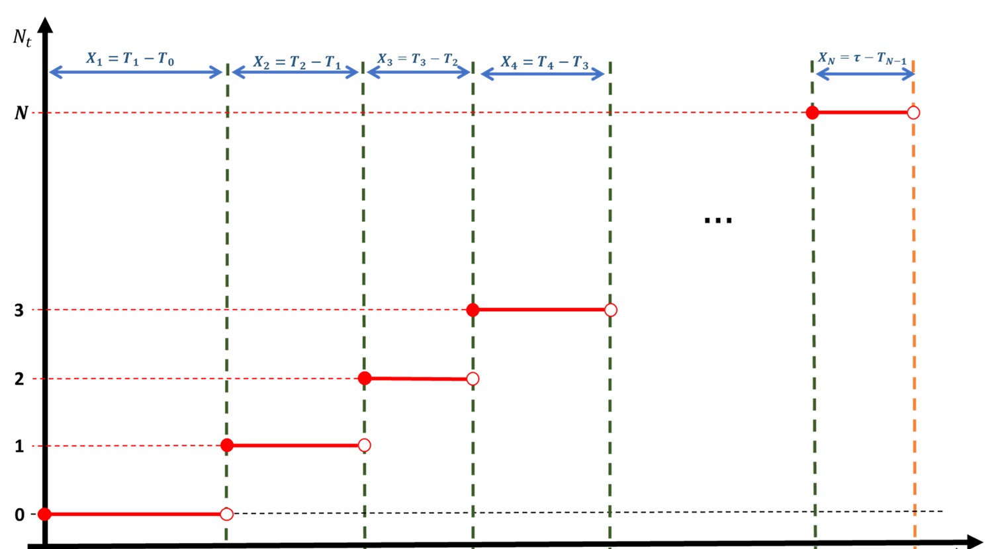 N_t
X_1 = T_1 − T_0
X_2 = T_2 − T_1
X_3 = T_3 − T_2
X_4 = T_4 − T_3
X_N = τ − T_{N−1}
N
...
3
2
1
0